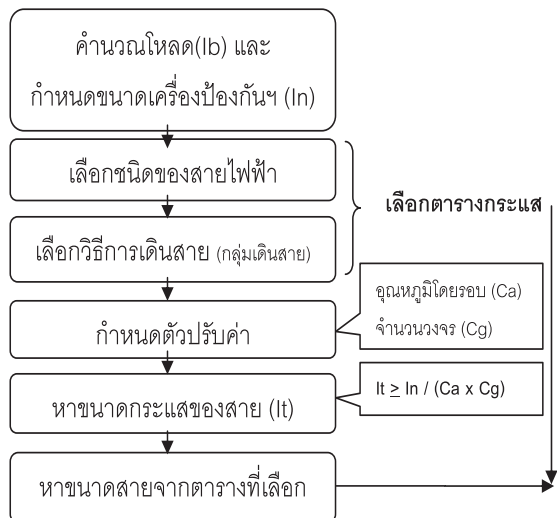 คำนวณโหลด(Ib) และ
กำหนดขนาดเครื่องป้องกันฯ (In)
เลือกชนิดของสายไฟฟ้า
เลือกวิธีการเดินสาย (กลุ่มเดินสาย)
เลือกตารางกระแส
กำหนดตัวปรับค่า
อุณหภูมิโดยรอบ (Ca)
จำนวนวงจร (Cg)
หาขนาดกระแสของสาย (It)
It ≥ In / (Ca x Cg)
หาขนาดสายจากตารางที่เลือก